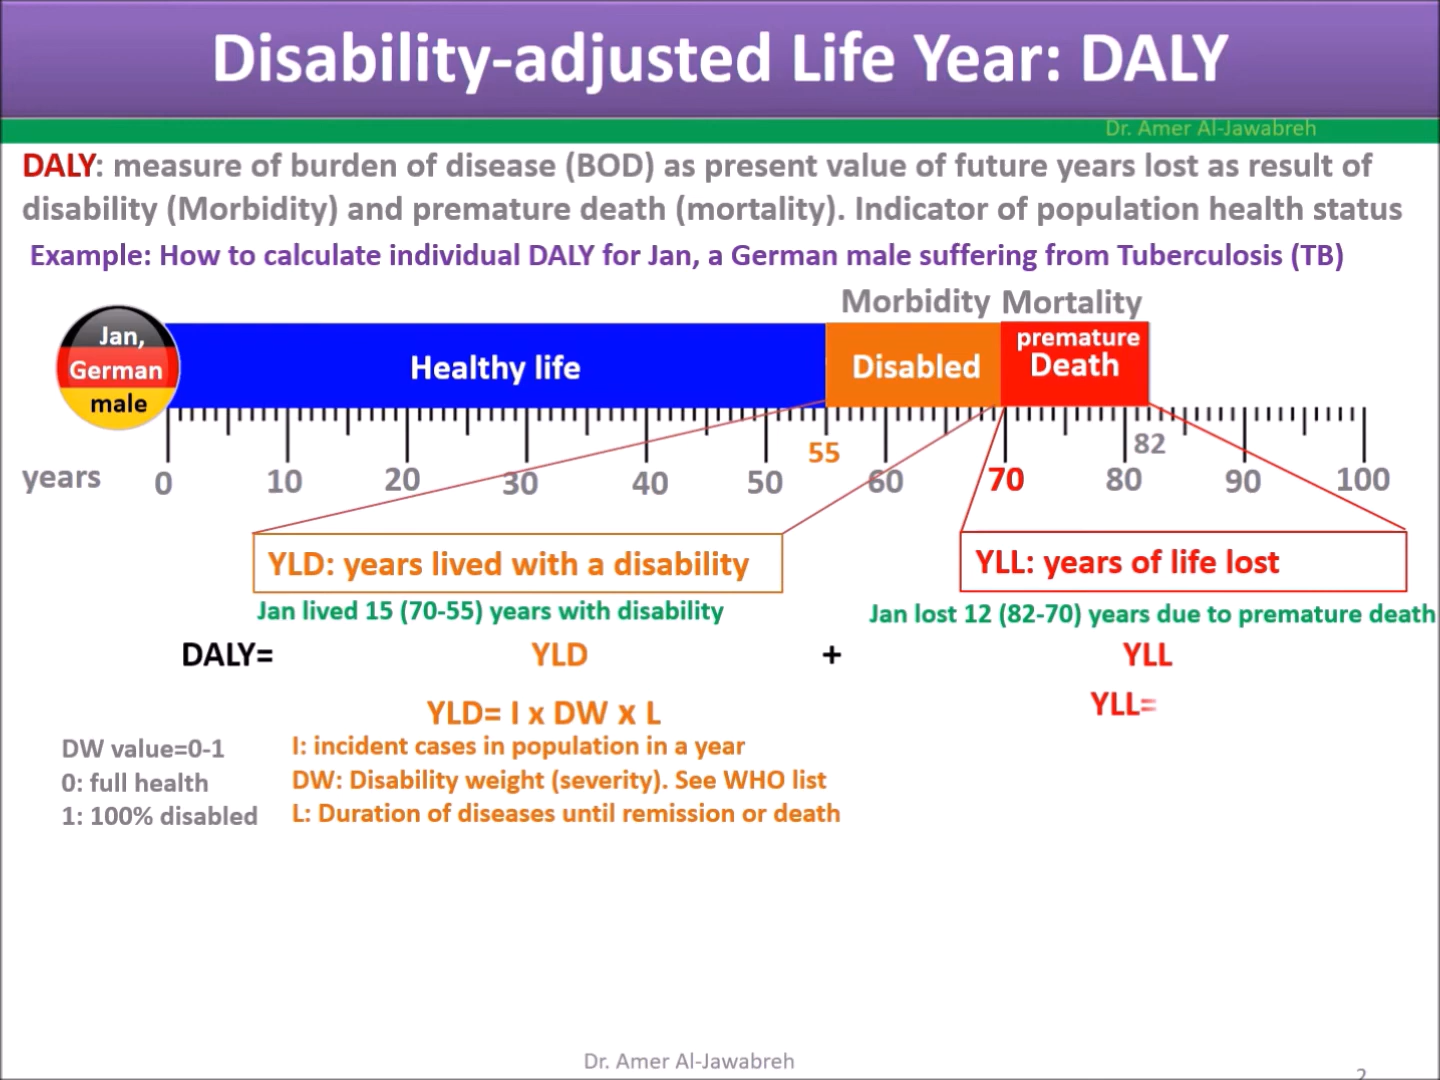 Disability-adjusted Life Year: DALY
Dr. Amer Al-Jawabreh
DALY: measure of burden of disease (BOD) as present value of future years lost as result of
disability (Morbidity) and premature death (mortality). Indicator of population health status
Example: How to calculate individual DALY for Jan, a German male suffering from Tuberculosis (TB)
Morbidity Mortality
Jan,
German
male
Healthy life
Disabled
premature
Death
55
82
years 0 10 20 30 40 50 60 70 80 90 100
YLD: years lived with a disability
YLL: years of life lost
Jan lived 15 (70-55) years with disability
Jan lost 12 (82-70) years due to premature death
DALY= YLD + YLL
YLD= I x DW x L
YLL=
DW value=0-1
0: full health
1: 100% disabled
I: incident cases in population in a year
DW: Disability weight (severity). See WHO list
L: Duration of diseases until remission or death
Dr. Amer Al-Jawabreh
2